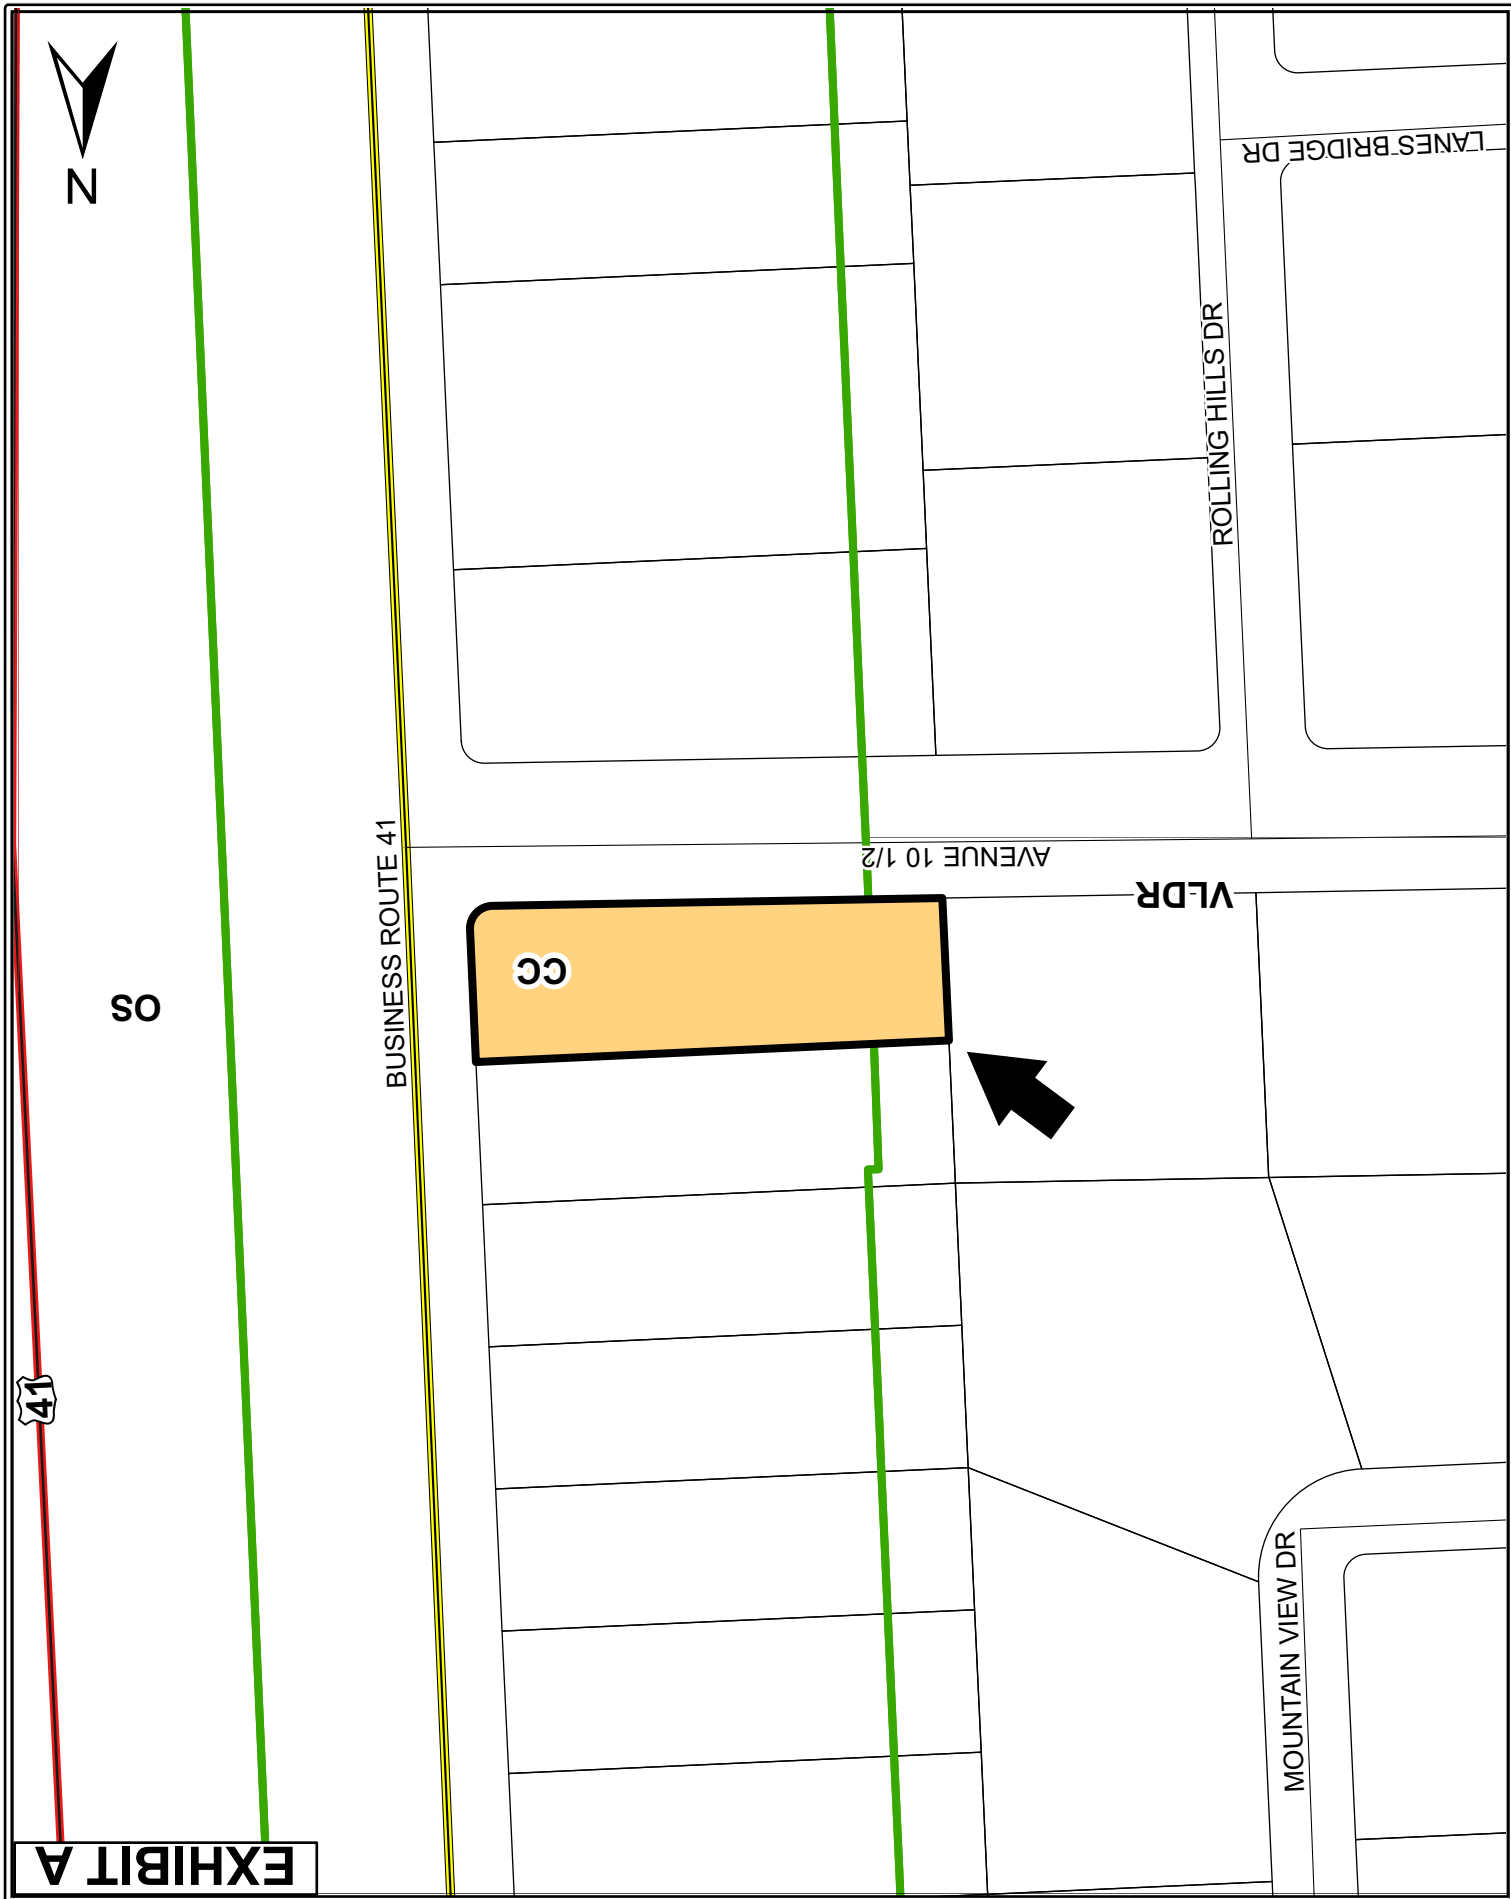 EXHIBIT A
MOUNTAIN VIEW DR
41
OS
BUSINESS ROUTE 41
CC
VLDR
AVENUE 10 1/2
ROLLING HILLS DR
LANES BRIDGE DR
N